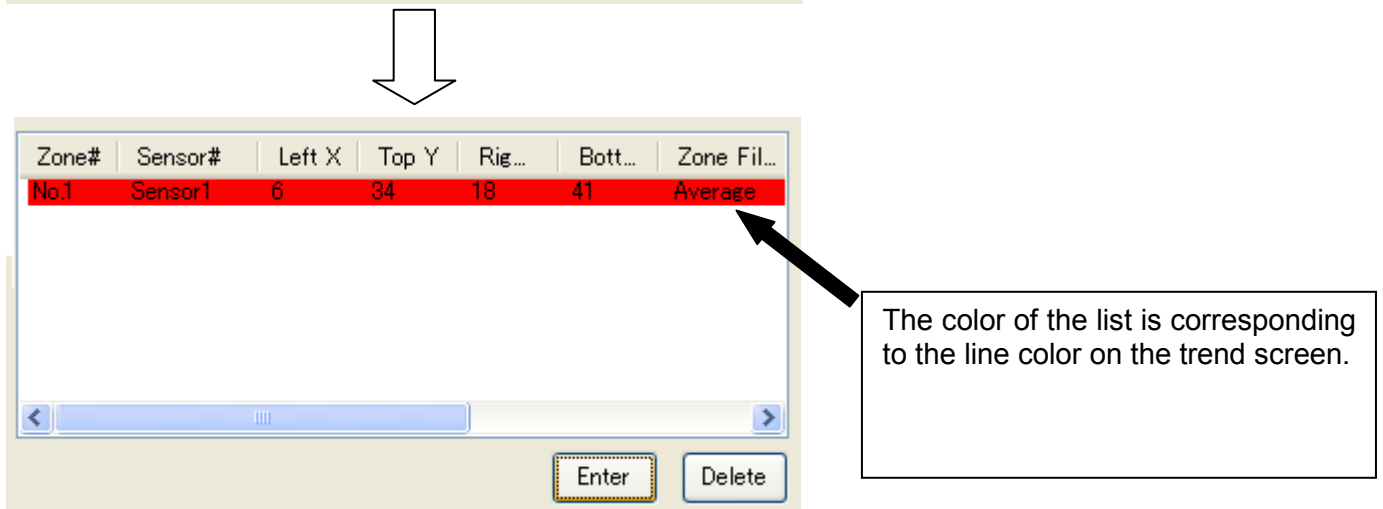 Zone# Sensor# Left X Top Y Rig... Bott... Zone Fil...
No.1 Sensor1 6 34 18 41 Average
The color of the list is corresponding
to the line color on the trend screen.
Enter Delete